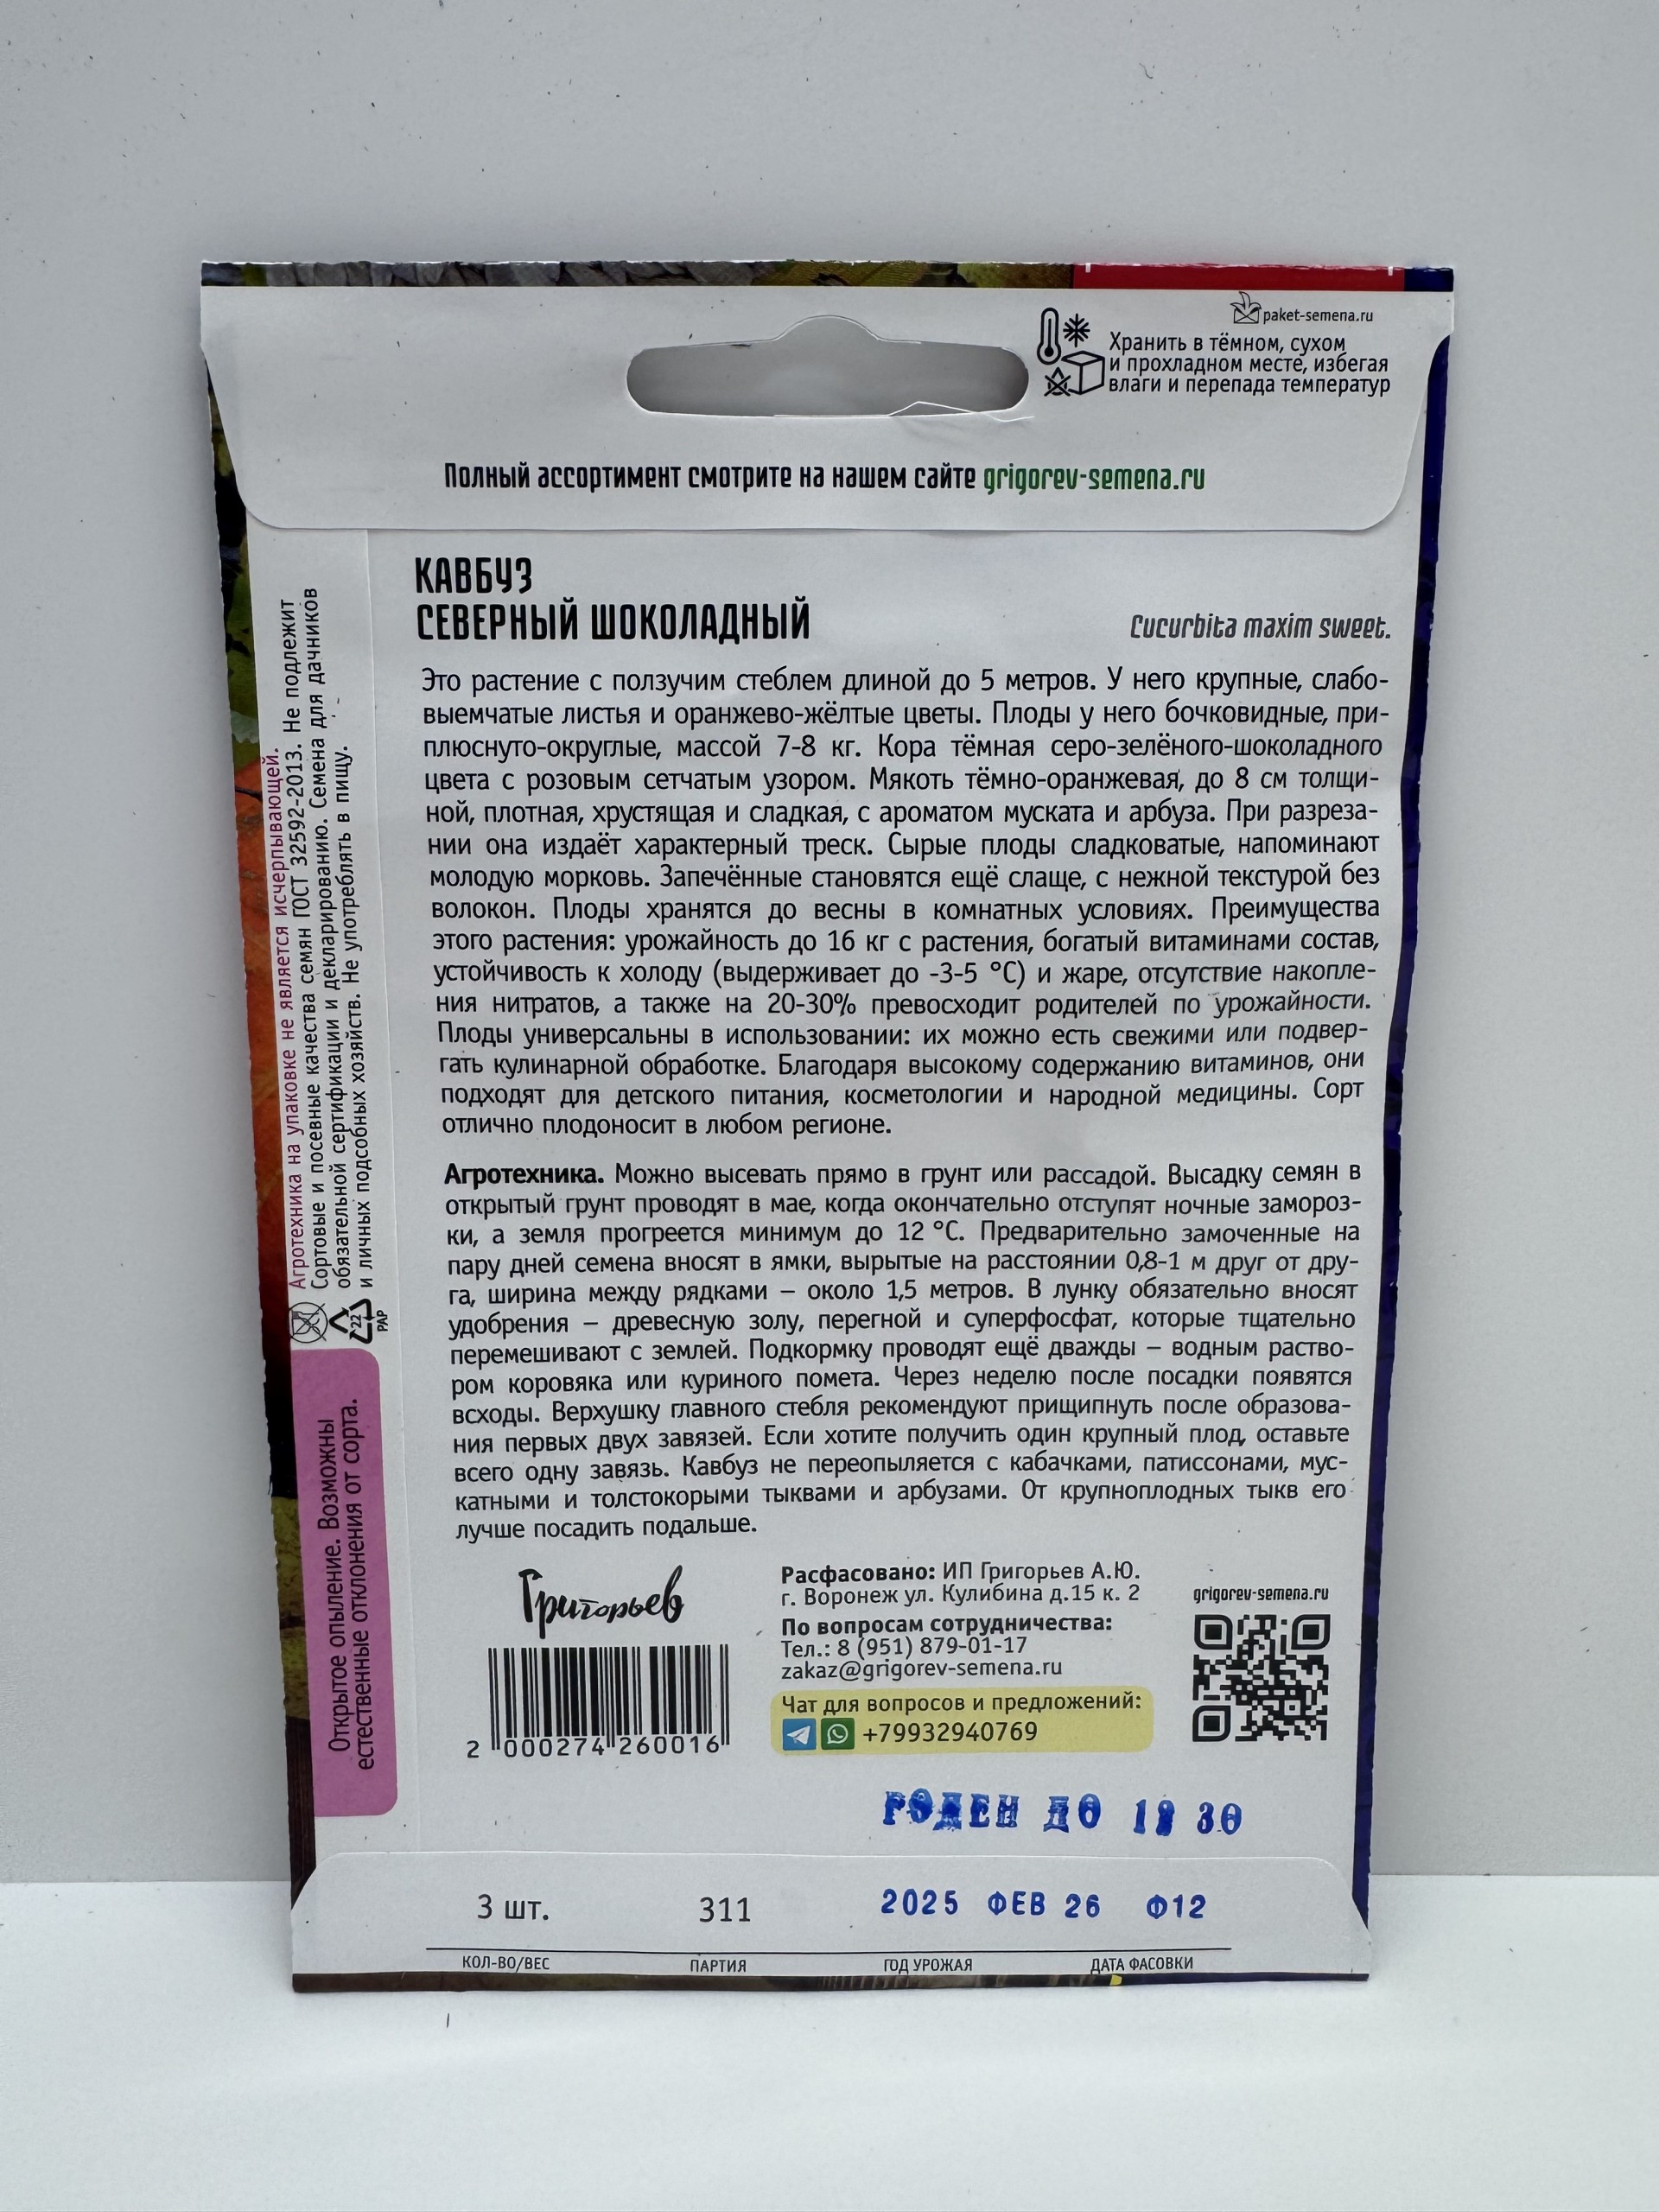 paket-semena.ru
Хранить в тёмном, сухом
и прохладном месте, избегая
влаги и перепада температур
Полный ассортимент смотрите на нашем сайте grigorev-semena.ru
КАВБУЗ
СЕВЕРНЫЙ ШОКОЛАДНЫЙ
Cucurbita maxim sweet.
Это растение с ползучим стеблем длиной до 5 метров. У него крупные, слабо-
выемчатые листья и оранжево-жёлтые цветы. Плоды у него бочковидные, при-
плюснуто-округлые, массой 7-8 кг. Кора тёмная серо-зелёного-шоколадного
цвета с розовым сетчатым узором. Мякоть тёмно-оранжевая, до 8 см толщи-
ной, плотная, хрустящая и сладкая, с ароматом муската и арбуза. При разреза-
нии она издаёт характерный треск. Сырые плоды сладковатые, напоминают
молодую морковь. Запечённые становятся ещё слаще, с нежной текстурой без
волокон. Плоды хранятся до весны в комнатных условиях. Преимущества
этого растения: урожайность до 16 кг с растения, богатый витаминами состав,
устойчивость к холоду (выдерживает до -3-5 °C) и жаре, отсутствие накопле-
ния нитратов, а также на 20-30% превосходит родителей по урожайности.
Плоды универсальны в использовании: их можно есть свежими или подвер-
гать кулинарной обработке. Благодаря высокому содержанию витаминов, они
подходят для детского питания, косметологии и народной медицины. Сорт
отлично плодоносит в любом регионе.
Агротехника. Можно высевать прямо в грунт или рассадой. Высадку семян в
открытый грунт проводят в мае, когда окончательно отступят ночные замороз-
ки, а земля прогреется минимум до 12 °C. Предварительно замоченные на
пару дней семена вносят в ямки, вырытые на расстоянии 0,8-1 м друг от дру-
га, ширина между рядками – около 1,5 метров. В лунку обязательно вносят
удобрения – древесную золу, перегной и суперфосфат, которые тщательно
перемешивают с землей. Подкормку проводят ещё дважды – водным раство-
ром коровяка или куриного помета. Через неделю после посадки появятся
всходы. Верхушку главного стебля рекомендуют прищипнуть после образова-
ния первых двух завязей. Если хотите получить один крупный плод, оставьте
всего одну завязь. Кавбуз не переопыляется с кабачками, патиссонами, мус-
катными и толстокорыми тыквами и арбузами. От крупноплодных тыкв его
лучше посадить подальше.
Агротехника на упаковке не является исчерпывающей.
Сортовые и посевные качества семян ГОСТ 32592-2013. Не подлежит
обязательной сертификации и декларированию. Семена для дачников
и личных подсобных хозяйств. Не употреблять в пищу.
22
PAP
Открытое опыление. Возможны
естественные отклонения от сорта.
Григорьев
2 000274 260016
Расфасовано: ИП Григорьев А.Ю.
г. Воронеж ул. Кулибина д.15 к. 2
По вопросам сотрудничества:
Тел.: 8 (951) 879-01-17
zakaz@grigorev-semena.ru
Чат для вопросов и предложений:
+79932940769
grigorev-semena.ru
ДО
3 шт. 311 2025 ФЕВ 26 Ф12
КОЛ-ВО/ВЕС ПАРТИЯ ГОД УРОЖАЯ ДАТА ФАСОВКИ